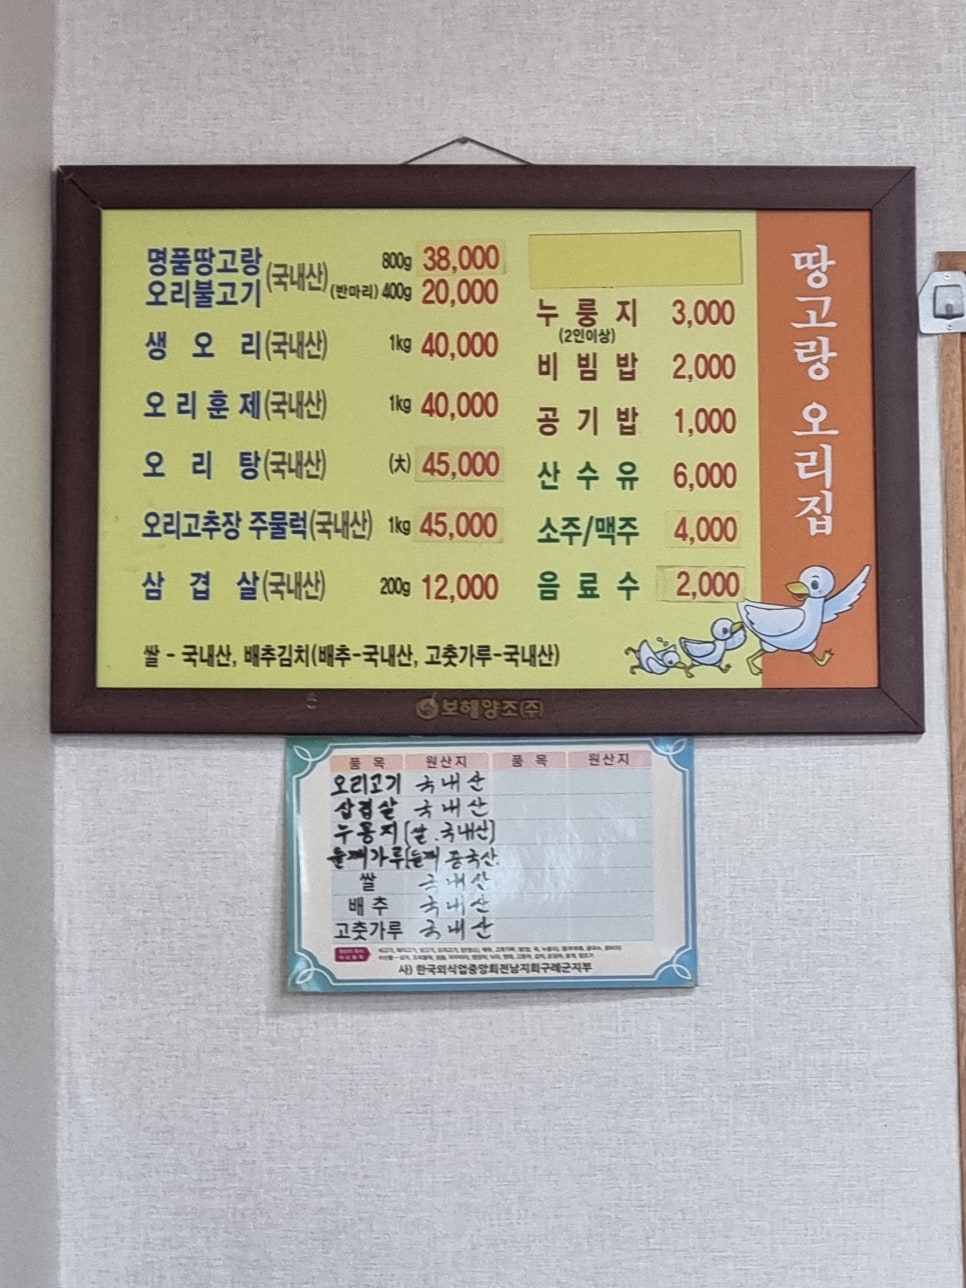 명품땅고랑 오리불고기 (국내산) 800g 38,000
(반마리) 400g 20,000
생 오 리 (국내산) 1kg 40,000
오 리 훈 제 (국내산) 1kg 40,000
오 리 탕 (국내산) (大) 45,000
오리고추장 주물럭 (국내산) 1kg 45,000
삼 겹 살 (국내산) 200g 12,000
누 룽 지 3,000
(2인이상)
비 빔 밥 2,000
공 기 밥 1,000
산 수 유 6,000
소주/맥주 4,000
음 료 수 2,000
쌀 - 국내산, 배추김치(배추-국내산, 고춧가루-국내산)
땅고랑 오리집
보해양조(주)
품 목 원산지 품 목 원산지
오리고기 국내산
삼겹살 국내산
누룽지 (쌀. 국내산)
들깨가루 (들깨 중국산)
쌀 국내산
배추 국내산
고춧가루 국내산
사) 한국외식업중앙회전남지회구례군지부